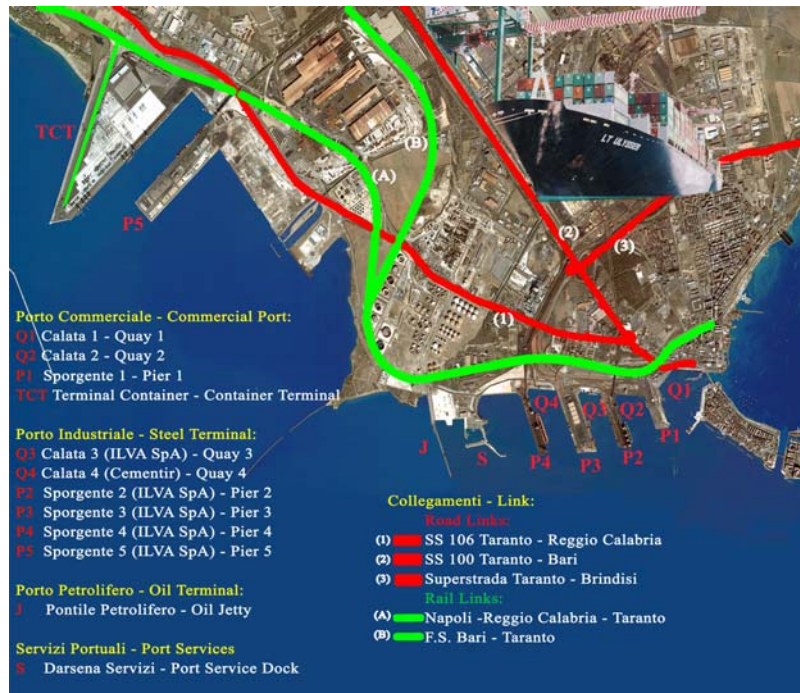 LT ULYSSES
TCT
(B)
(A)
P5
(2)
(3)
(1)
Q4
Q3
Q2
Q1
J
S
P4
P3
P2
P1
Porto Commerciale - Commercial Port:
Q1 Calata 1 - Quay 1
Q2 Calata 2 - Quay 2
P1 Sporgente 1 - Pier 1
TCT Terminal Container - Container Terminal
Porto Industriale - Steel Terminal:
Q3 Calata 3 (ILVA SpA) - Quay 3
Q4 Calata 4 (Cementir) - Quay 4
P2 Sporgente 2 (ILVA SpA) - Pier 2
P3 Sporgente 3 (ILVA SpA) - Pier 3
P4 Sporgente 4 (ILVA SpA) - Pier 4
P5 Sporgente 5 (ILVA SpA) - Pier 5
Porto Petrolifero - Oil Terminal:
J Pontile Petrolifero - Oil Jetty
Servizi Portuali - Port Services
S Darsena Servizi - Port Service Dock
Collegamenti - Link:
Road Links:
(1) SS 106 Taranto - Reggio Calabria
(2) SS 100 Taranto - Bari
(3) Superstrada Taranto - Brindisi
Rail Links:
(A) Napoli -Reggio Calabria - Taranto
(B) F.S. Bari - Taranto